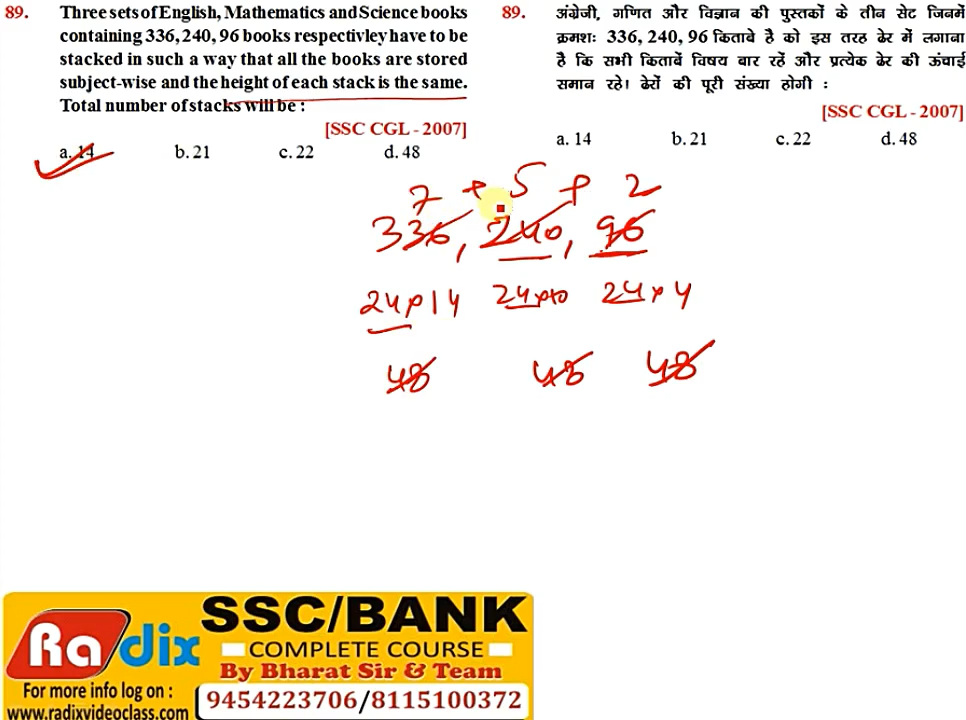 89. Three sets of English, Mathematics and Science books
containing 336, 240, 96 books respectivley have to be
stacked in such a way that all the books are stored
subject-wise and the height of each stack is the same.
Total number of stacks will be :
[SSC CGL - 2007]
a. 14 b. 21 c. 22 d. 48
89. अंग्रेजी, गणित और विज्ञान की पुस्तकों के तीन सेट जिनमें
क्रमशः 336, 240, 96 किताबे है को इस तरह ढेर में लगाना
है कि सभी किताबें विषय बार रहें और प्रत्येक ढेर की ऊंचाई
समान रहे। ढेरों की पूरी संख्या होगी :
[SSC CGL - 2007]
a. 14 b. 21 c. 22 d. 48
7 + 5 + 2
336, 240, 96
24×14 24×10 24×4
48 48 48
Radix
SSC/BANK
COMPLETE COURSE
By Bharat Sir & Team
For more info log on :
www.radixvideoclass.com
9454223706/8115100372